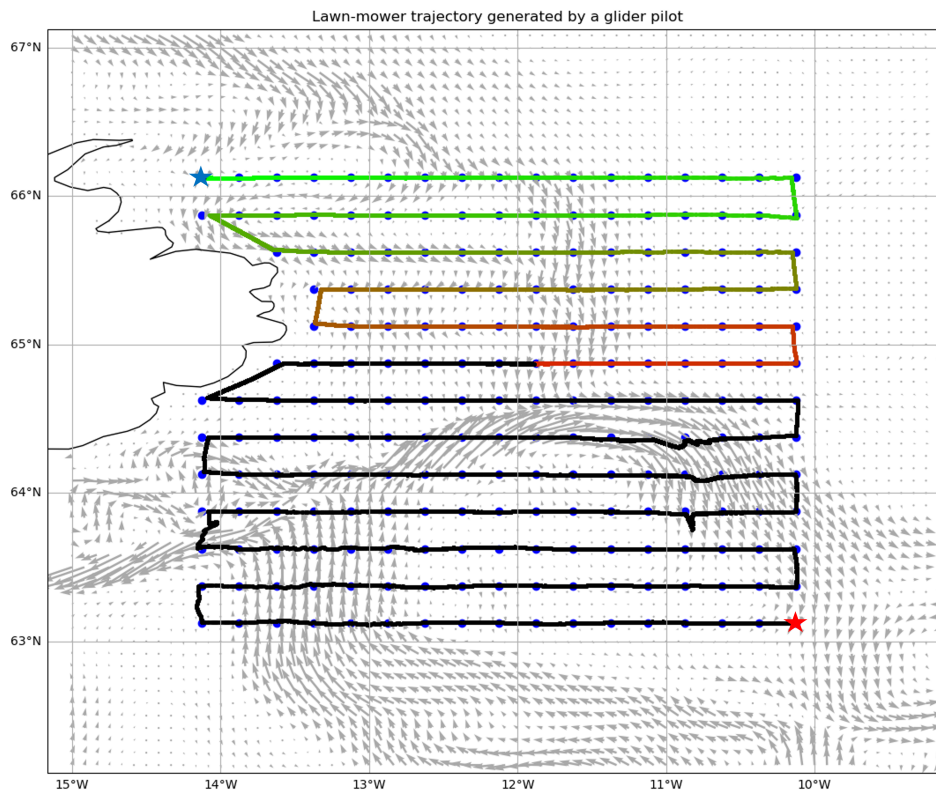 Lawn-mower trajectory generated by a glider pilot
67°N
66°N
65°N
64°N
63°N
15°W 14°W 13°W 12°W 11°W 10°W